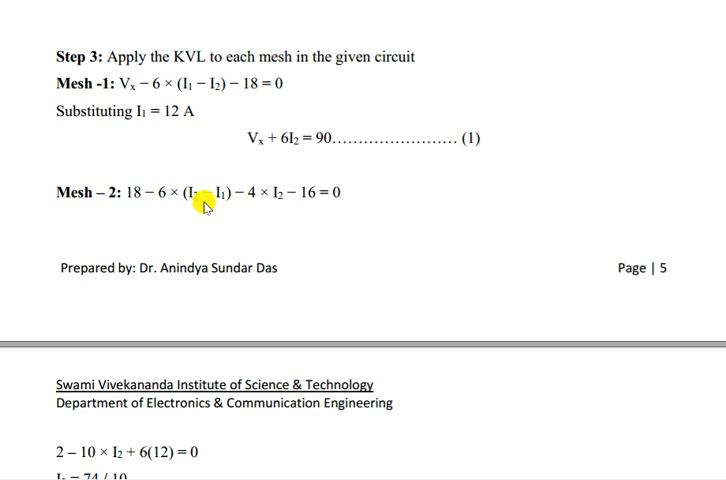 Step 3: Apply the KVL to each mesh in the given circuit
Mesh -1: Vₓ – 6 × (I₁ – I₂) – 18 = 0
Substituting I₁ = 12 A
Vₓ + 6I₂ = 90…………………… (1)
Mesh – 2: 18 – 6 × (I₂ – I₁) – 4 × I₂ – 16 = 0
Prepared by: Dr. Anindya Sundar Das
Page | 5
Swami Vivekananda Institute of Science & Technology
Department of Electronics & Communication Engineering
2 – 10 × I₂ + 6(12) = 0